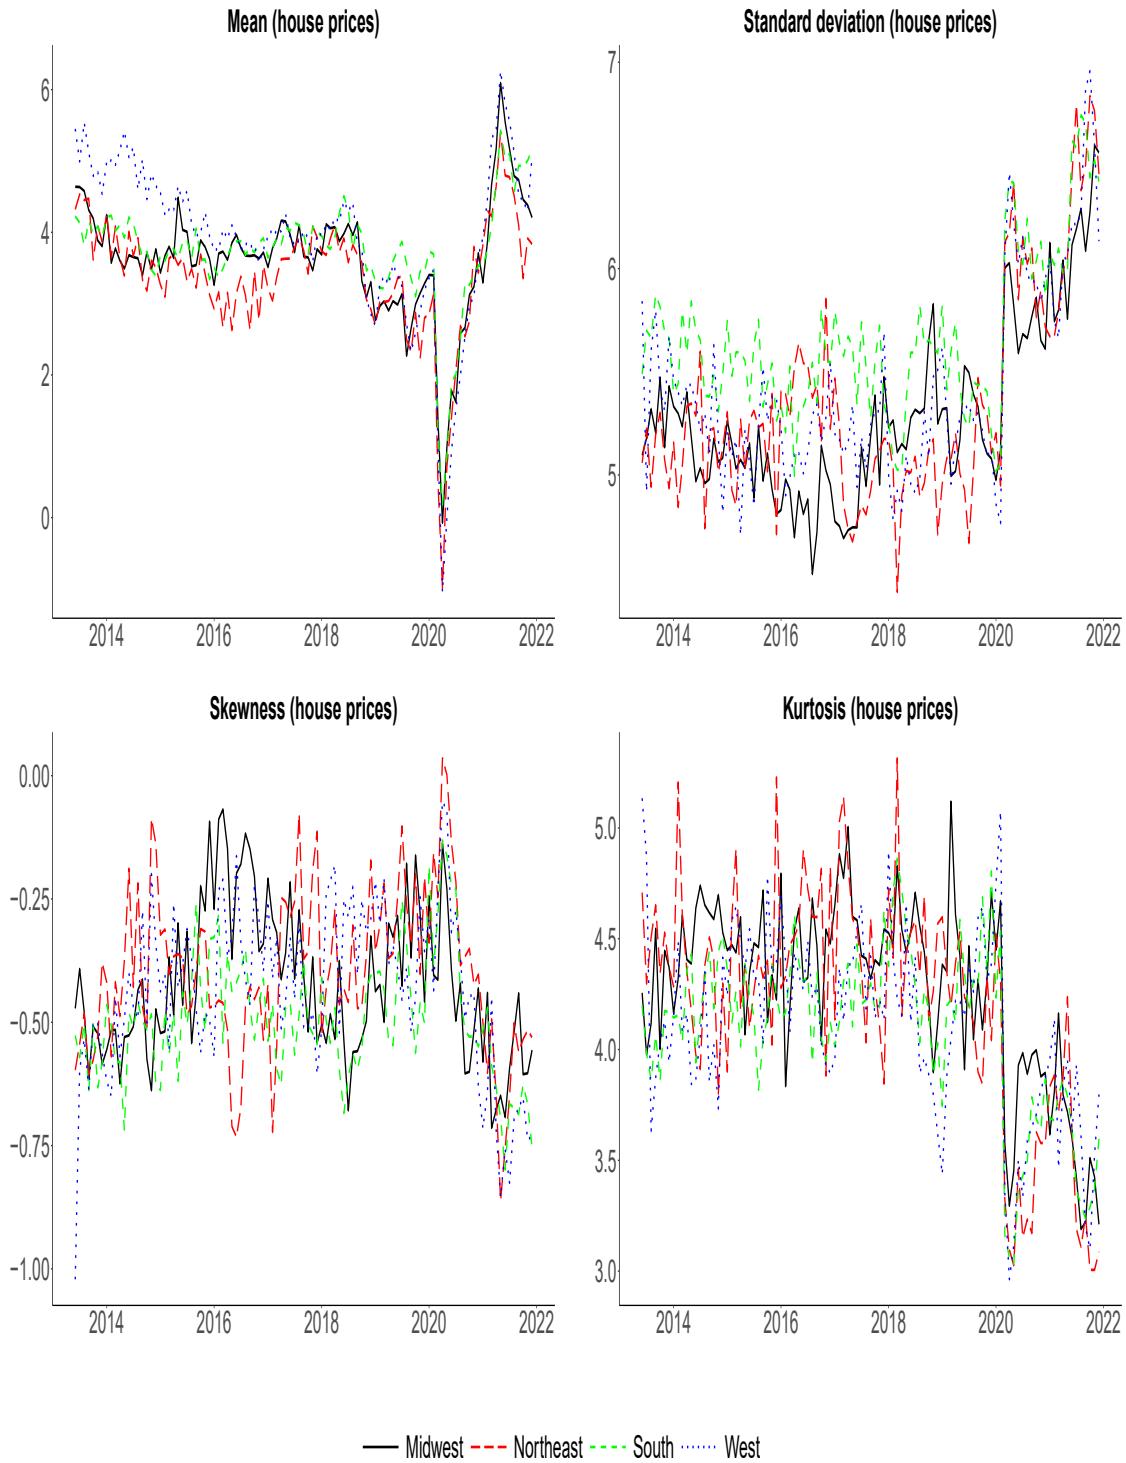 Mean (house prices)
6
4
2
0
2014 2016 2018 2020 2022
Standard deviation (house prices)
7
6
5
2014 2016 2018 2020 2022
Skewness (house prices)
0.00
−0.25
−0.50
−0.75
−1.00
2014 2016 2018 2020 2022
Kurtosis (house prices)
5.0
4.5
4.0
3.5
3.0
2014 2016 2018 2020 2022
Midwest Northeast South West